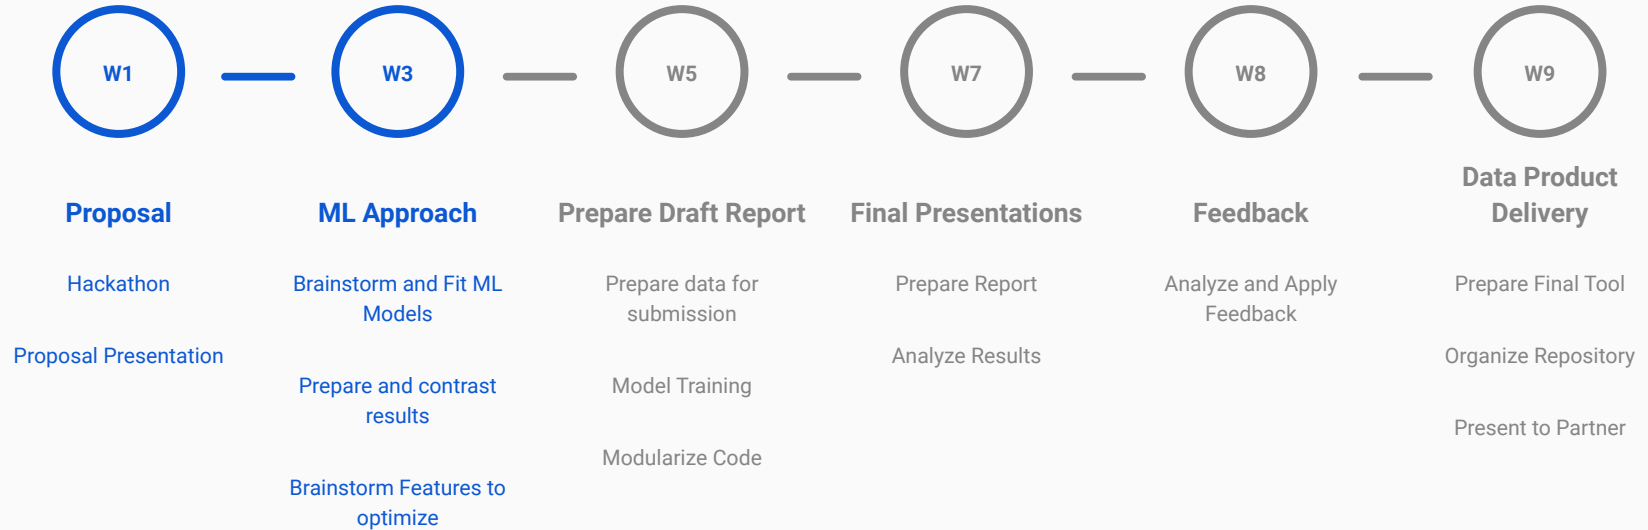 W1
W3
W5
W7
W8
W9
Proposal
Hackathon
Proposal Presentation
ML Approach
Brainstorm and Fit ML
Models
Prepare and contrast
results
Brainstorm Features to
optimize
Prepare Draft Report
Prepare data for
submission
Model Training
Modularize Code
Final Presentations
Prepare Report
Analyze Results
Feedback
Analyze and Apply
Feedback
Data Product
Delivery
Prepare Final Tool
Organize Repository
Present to Partner